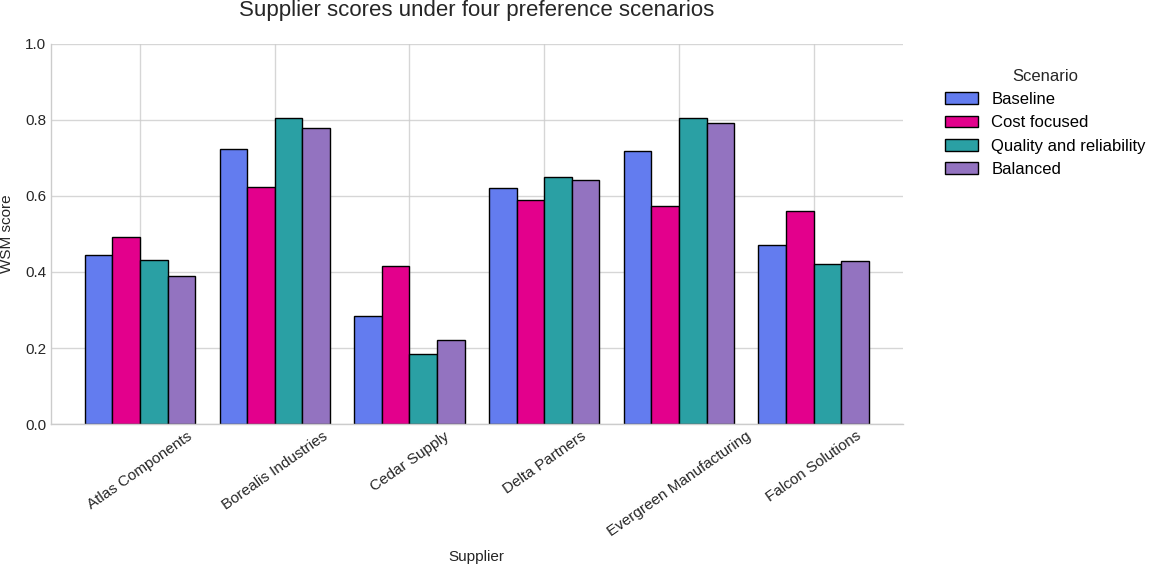 Supplier scores under four preference scenarios
1.0
0.8
0.6
0.4
0.2
0.0
WSM score
Atlas Components
Borealis Industries
Cedar Supply
Delta Partners
Evergreen Manufacturing
Falcon Solutions
Supplier
Scenario
Baseline
Cost focused
Quality and reliability
Balanced